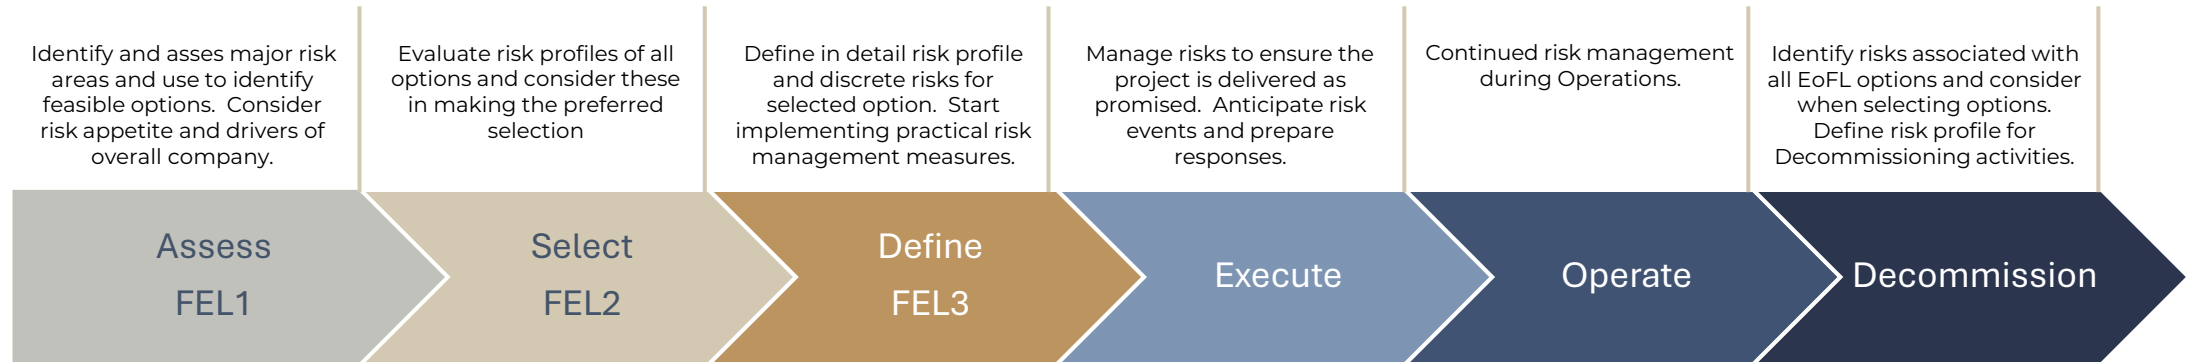 Identify and asses major risk
areas and use to identify
feasible options.  Consider
risk appetite and drivers of
overall company.
Evaluate risk profiles of all
options and consider these
in making the preferred
selection
Define in detail risk profile
and discrete risks for
selected option.  Start
implementing practical risk
management measures.
Manage risks to ensure the
project is delivered as
promised.  Anticipate risk
events and prepare
responses.
Continued risk management
during Operations.
Identify risks associated with
all EoFL options and consider
when selecting options.
Define risk profile for
Decommissioning activities.
Assess
FEL1
Select
FEL2
Define
FEL3
Execute
Operate
Decommission